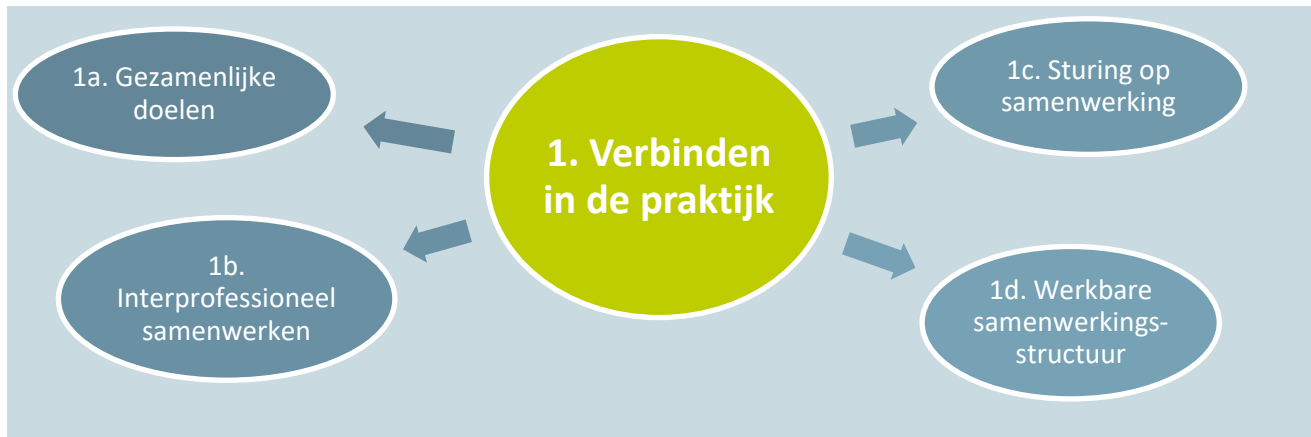 1a. Gezamenlijke
doelen
1b.
Interprofessioneel
samenwerken
1. Verbinden
in de praktijk
1c. Sturing op
samenwerking
1d. Werkbare
samenwerkings-
structuur